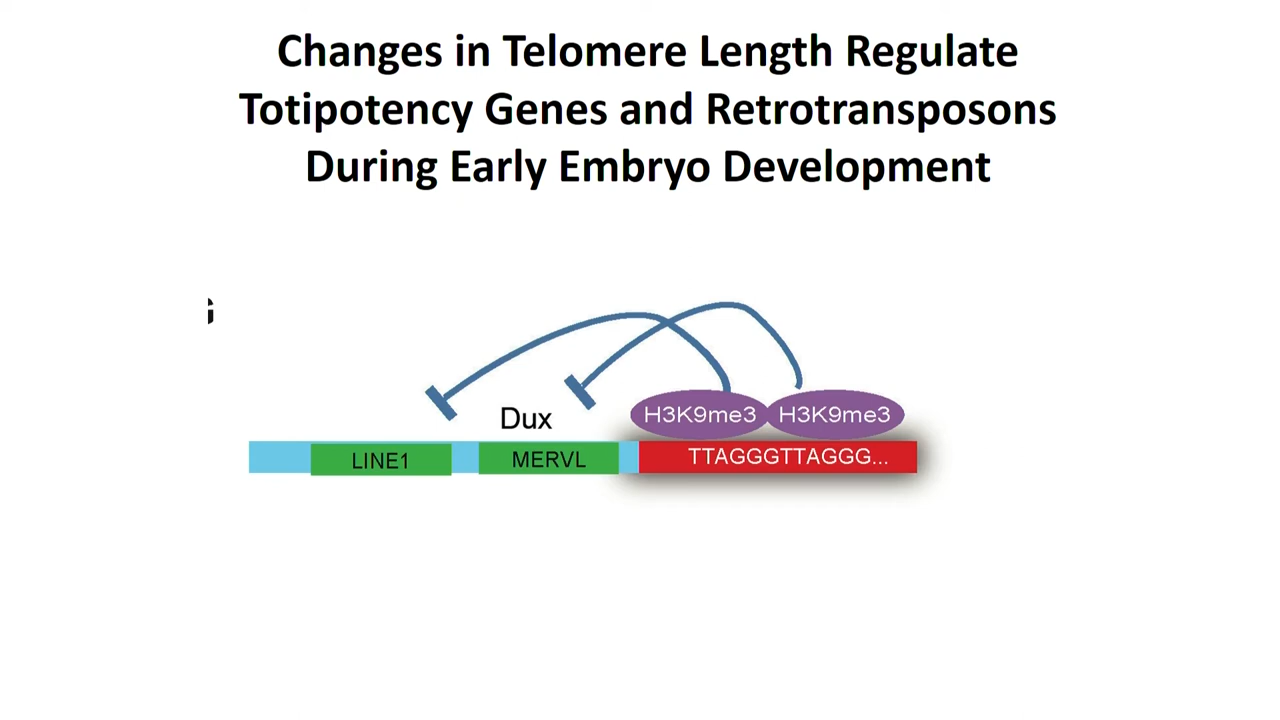 Changes in Telomere Length Regulate
Totipotency Genes and Retrotransposons
During Early Embryo Development
Dux
H3K9me3 H3K9me3
LINE1 MERVL TTAGGGTTAGGG...